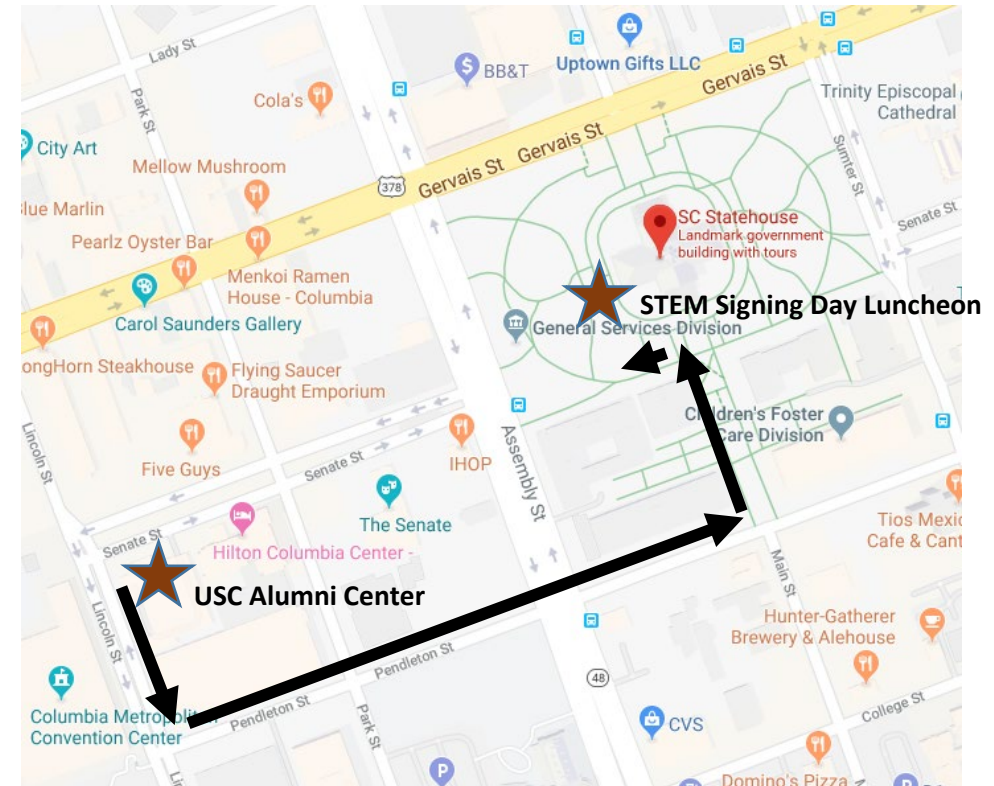 Lady St
Park St
BB&T
Uptown Gifts LLC
Gervais St
Trinity Episcopal
Cathedral
Cola's
City Art
Mellow Mushroom
378
Gervais St
Gervais St
Sumter St
Senate St
lue Marlin
Pearlz Oyster Bar
Menkoi Ramen
House - Columbia
SC Statehouse
Landmark government
building with tours
Carol Saunders Gallery
STEM Signing Day Luncheon
General Services Division
ongHorn Steakhouse
Flying Saucer
Draught Emporium
Children's Foster
Care Division
Lincoln St
Five Guys
Senate St
IHOP
Assembly St
The Senate
Senate St
Hilton Columbia Center -
Tios Mexic
Cafe & Cant
USC Alumni Center
Main St
Lincoln St
Hunter-Gatherer
Brewery & Alehouse
Pendleton St
48
Columbia Metropolitan
Convention Center
Pendleton St
Park St
CVS
College St
P
Domino's Pizza